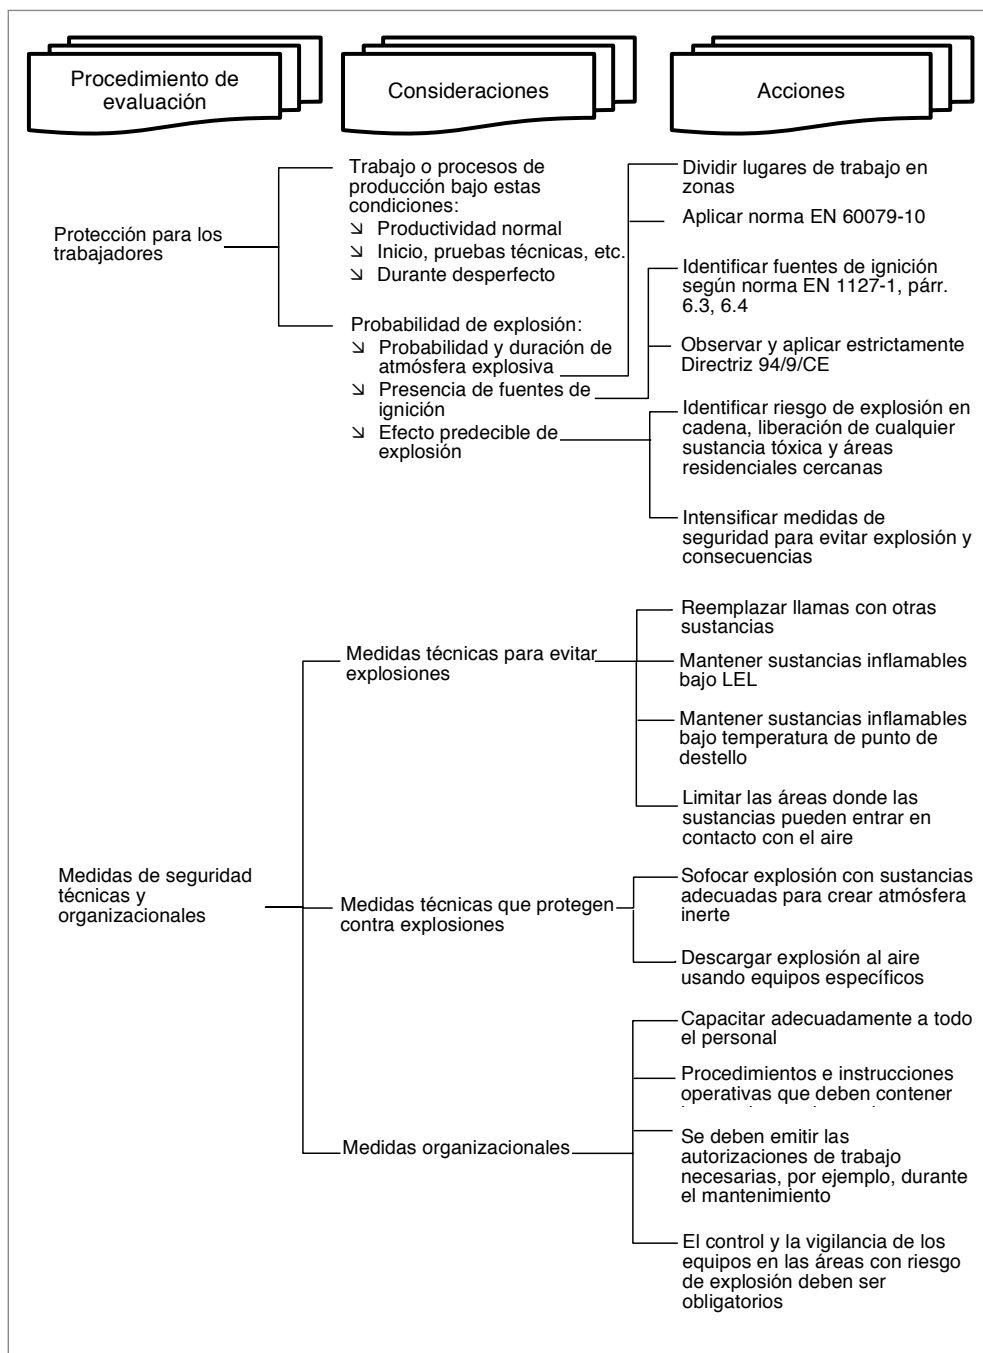 Procedimiento de
evaluación
Consideraciones
Acciones
Protección para los
trabajadores
Trabajo o procesos de
producción bajo estas
condiciones:
Productividad normal
Inicio, pruebas técnicas, etc.
Durante desperfecto
Probabilidad de explosión:
Probabilidad y duración de
atmósfera explosiva
Presencia de fuentes de
ignición
Efecto predecible de
explosión
Dividir lugares de trabajo en
zonas
Aplicar norma EN 60079-10
Identificar fuentes de ignición
según norma EN 1127-1, párr.
6.3, 6.4
Observar y aplicar estrictamente
Directriz 94/9/CE
Identificar riesgo de explosión en
cadena, liberación de cualquier
sustancia tóxica y áreas
residenciales cercanas
Intensificar medidas de
seguridad para evitar explosión y
consecuencias
Medidas de seguridad
técnicas y
organizacionales
Medidas técnicas para evitar
explosiones
Reemplazar llamas con otras
sustancias
Mantener sustancias inflamables
bajo LEL
Mantener sustancias inflamables
bajo temperatura de punto de
destello
Limitar las áreas donde las
sustancias pueden entrar en
contacto con el aire
Medidas técnicas que protegen
contra explosiones
Sofocar explosión con sustancias
adecuadas para crear atmósfera
inerte
Descargar explosión al aire
usando equipos específicos
Medidas organizacionales
Capacitar adecuadamente a todo
el personal
Procedimientos e instrucciones
operativas que deben contener
Se deben emitir las
autorizaciones de trabajo
necesarias, por ejemplo, durante
el mantenimiento
El control y la vigilancia de los
equipos en las áreas con riesgo
de explosión deben ser
obligatorios